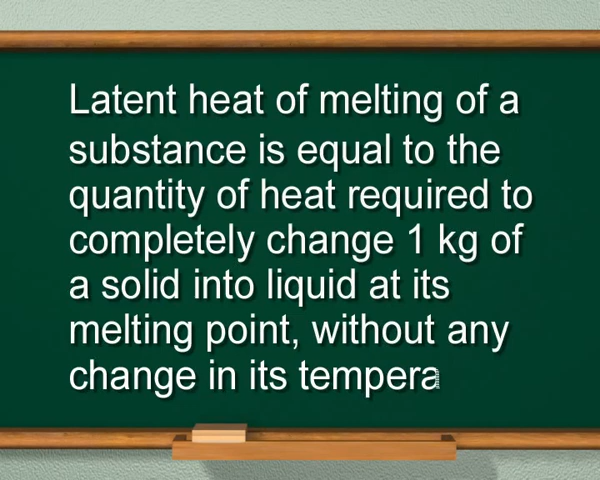 Latent heat of melting of a
substance is equal to the
quantity of heat required to
completely change 1 kg of
a solid into liquid at its
melting point, without any
change in its tempera